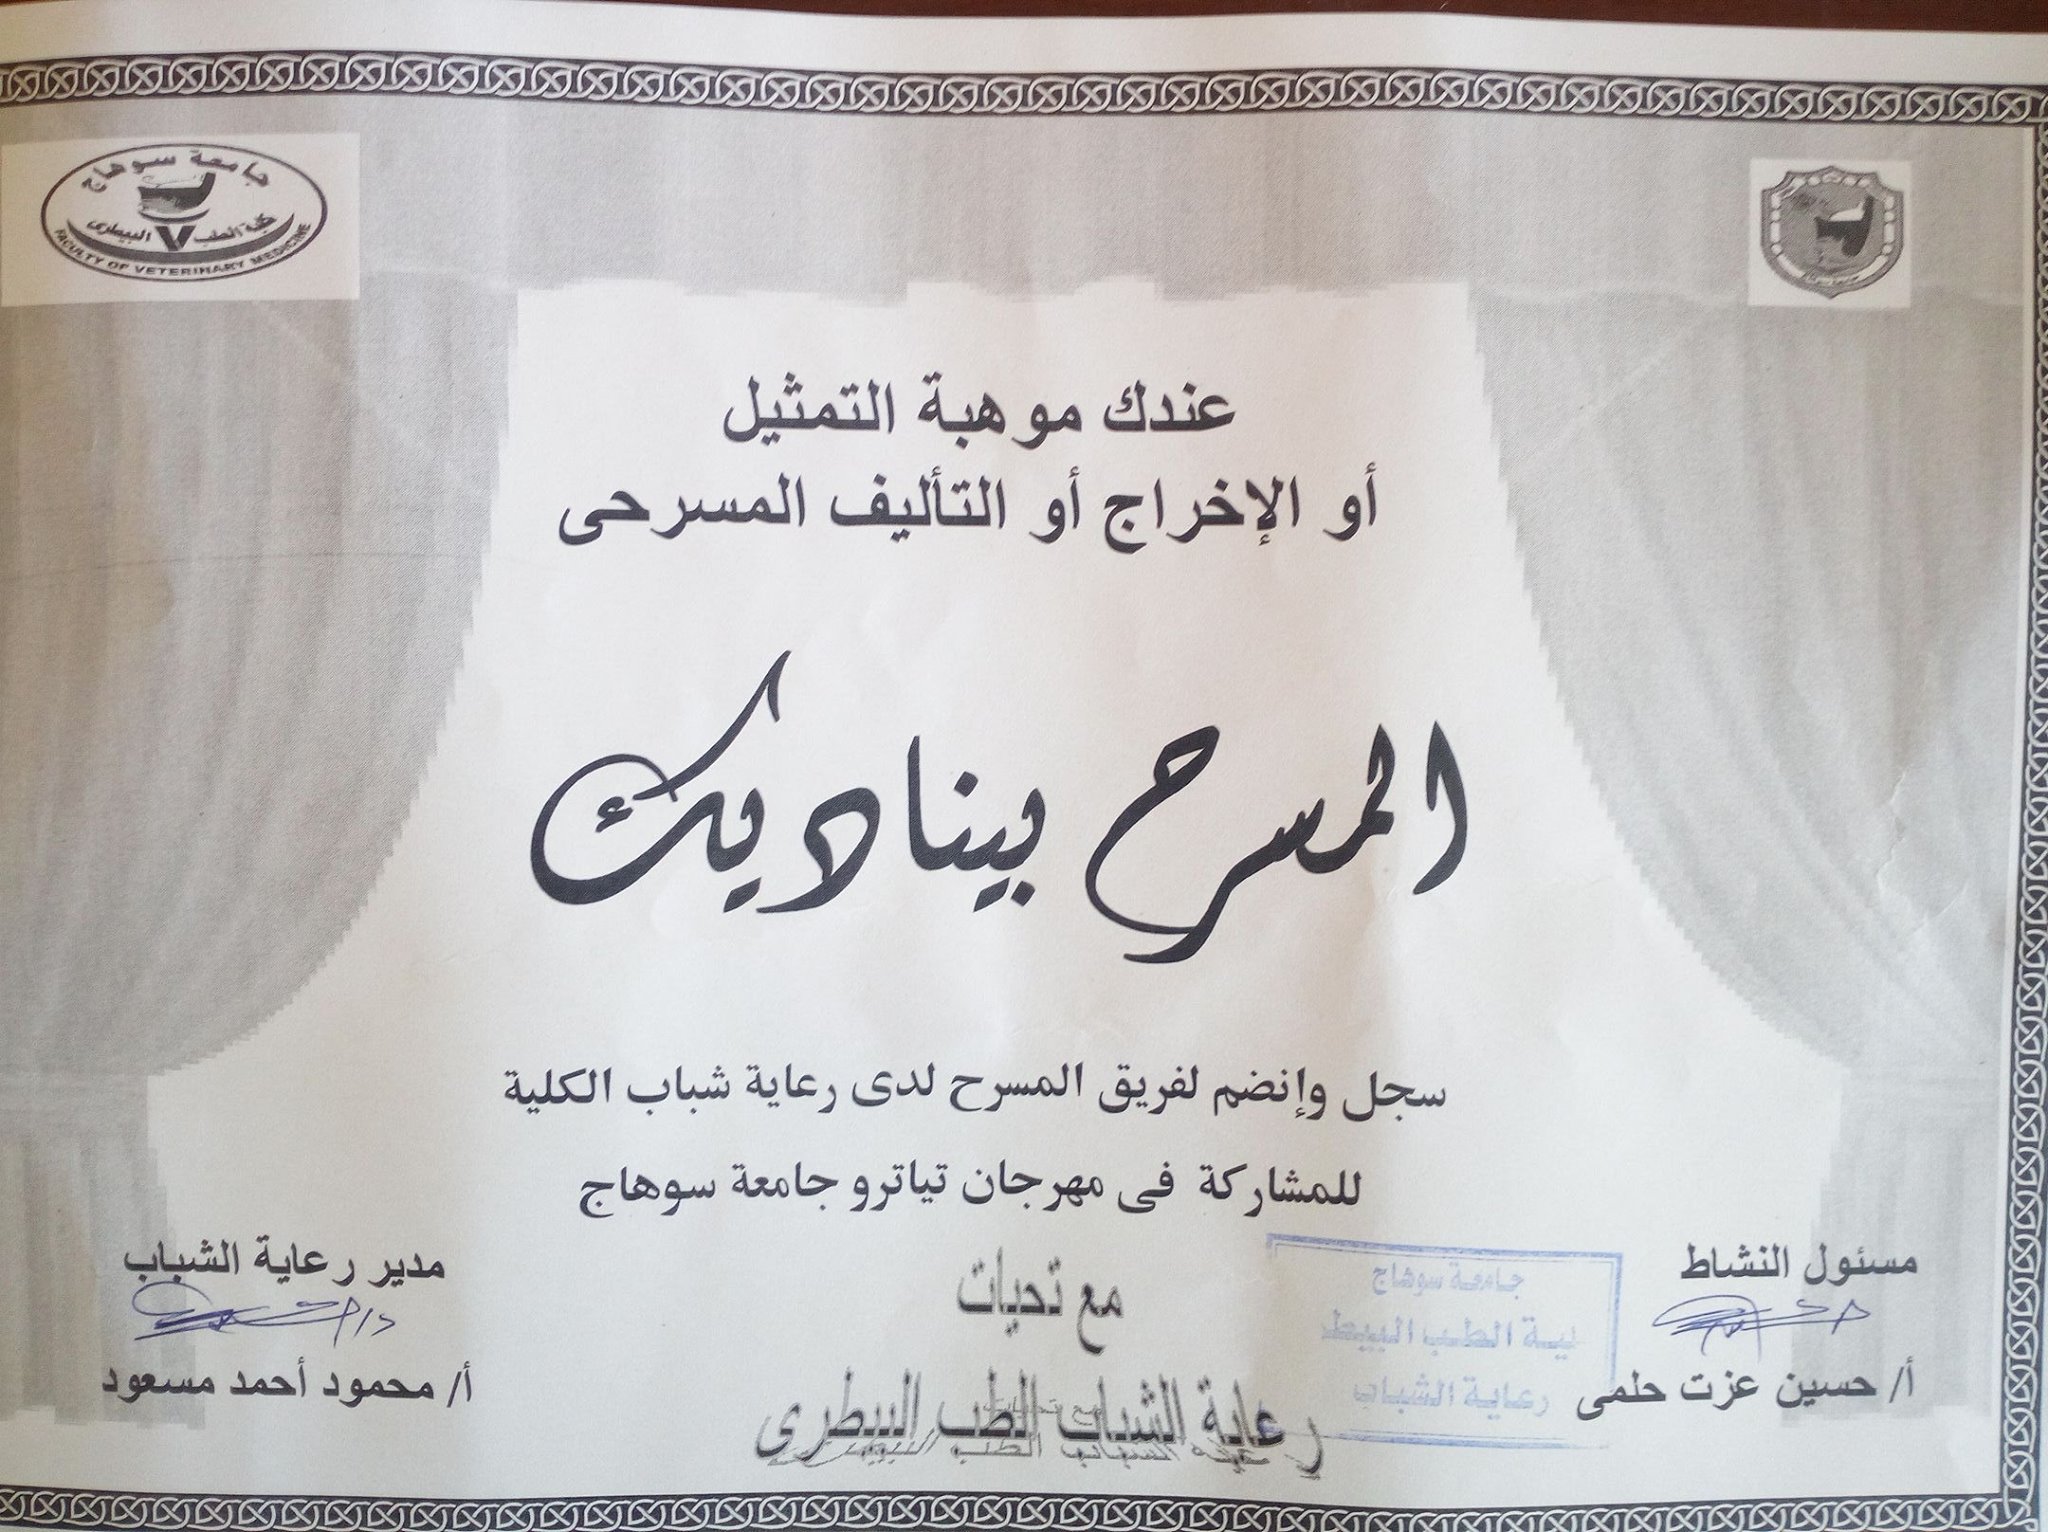 جامعة سوهاج
كلية الطب البيطرى
FACULTY OF VETERINARY MEDICINE
عندك موهبة التمثيل
أو الإخراج أو التأليف المسرحى
المسرح بيناديك
سجل وإنضم لفريق المسرح لدى رعاية شباب الكلية
للمشاركة فى مهرجان تياترو جامعة سوهاج
مسئول النشاط
أ/ حسين عزت حلمى
جامعة سوهاج
رعاية الشباب
مع تحيات
رعاية الشباب الطب البيطرى
مدير رعاية الشباب
أ/ محمود أحمد مسعود